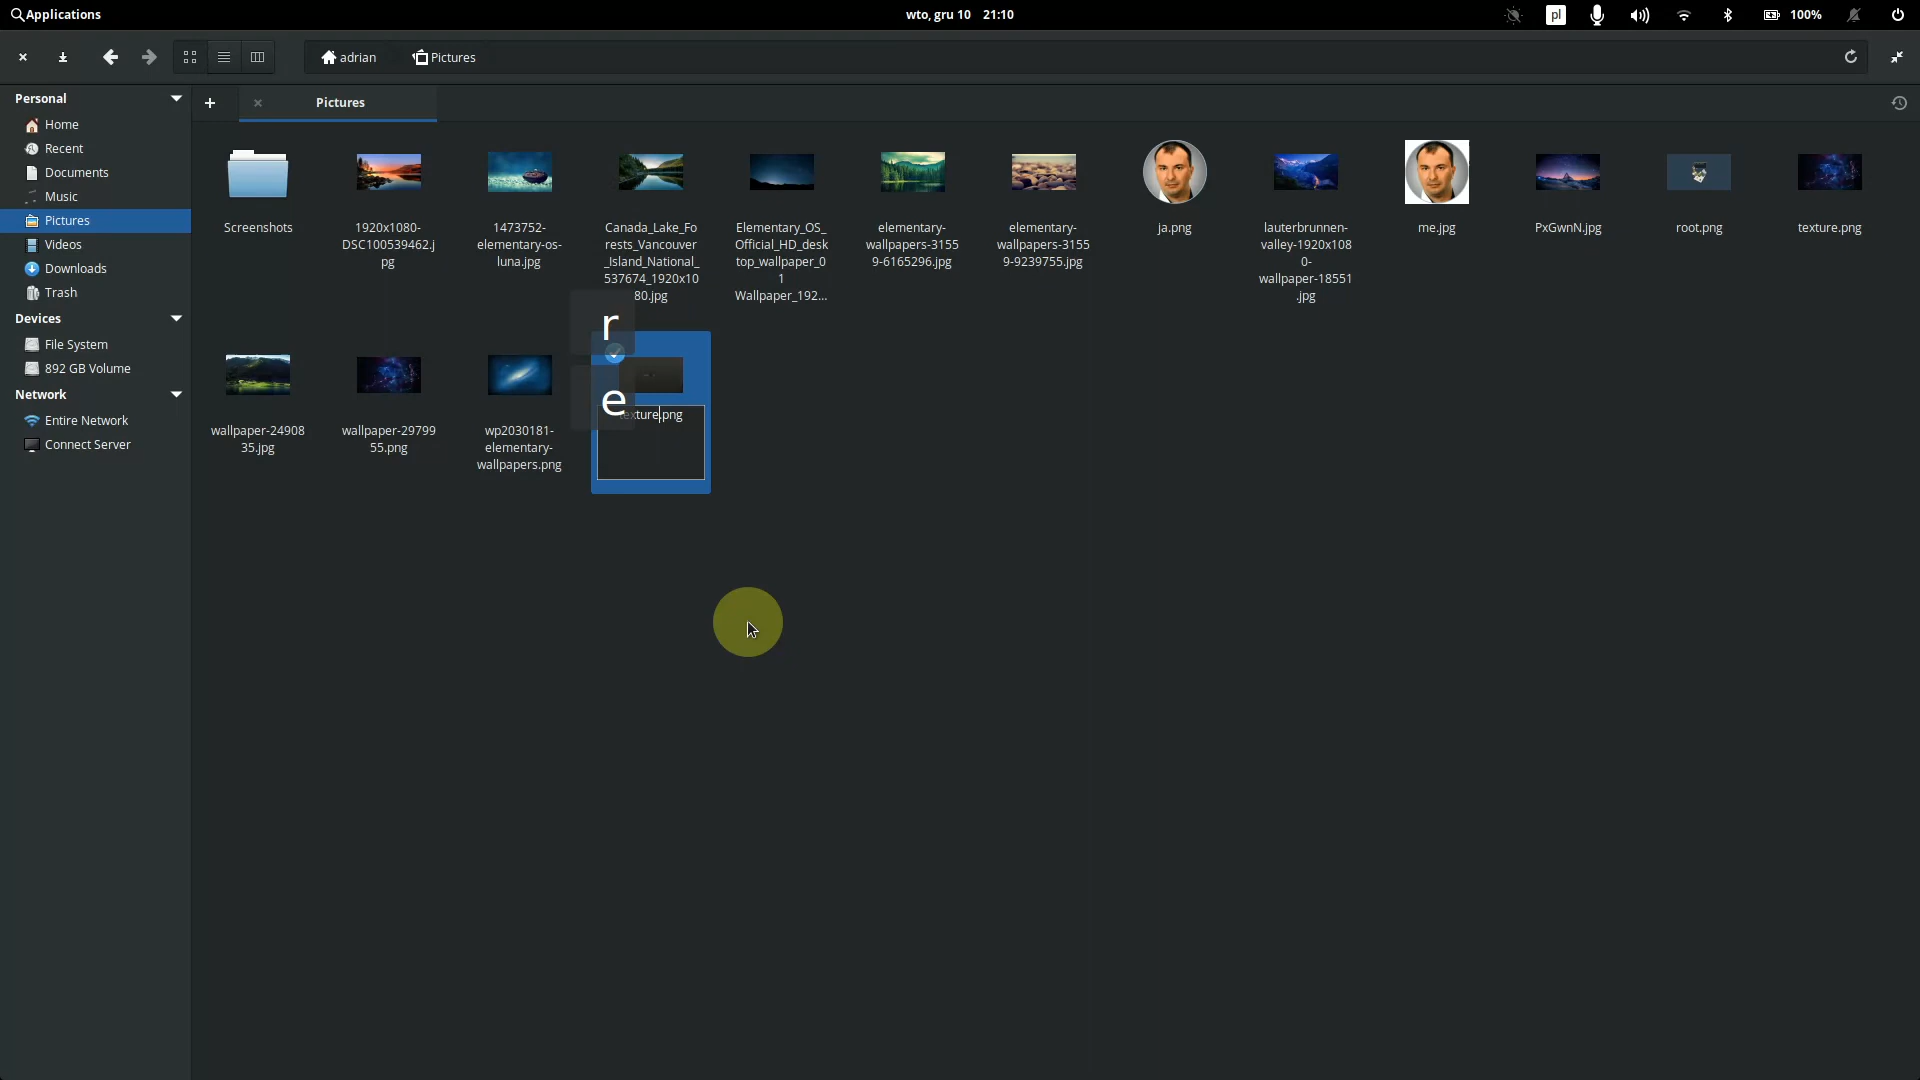 Applications
wto, gru 10 21:10
pl
100%
adrian
Pictures
Personal
Home
Recent
Documents
Music
Pictures
Videos
Downloads
Trash
Devices
File System
892 GB Volume
Network
Entire Network
Connect Server
Pictures
Screenshots
1920x1080-
DSC100539462.j
pg
1473752-
elementary-os-
luna.jpg
Canada_Lake_Fo
rests_Vancouver
_Island_National_
537674_1920x10
80.jpg
Elementary_OS_
Official_HD_desk
top_wallpaper_0
1
Wallpaper_192...
elementary-
wallpapers-3155
9-6165296.jpg
elementary-
wallpapers-3155
9-9239755.jpg
ja.png
lauterbrunnen-
valley-1920x108
0-
wallpaper-18551
.jpg
me.jpg
PxGwnN.jpg
root.png
texture.png
wallpaper-24908
35.jpg
wallpaper-29799
55.png
wp2030181-
elementary-
wallpapers.png
r
e
texture.png